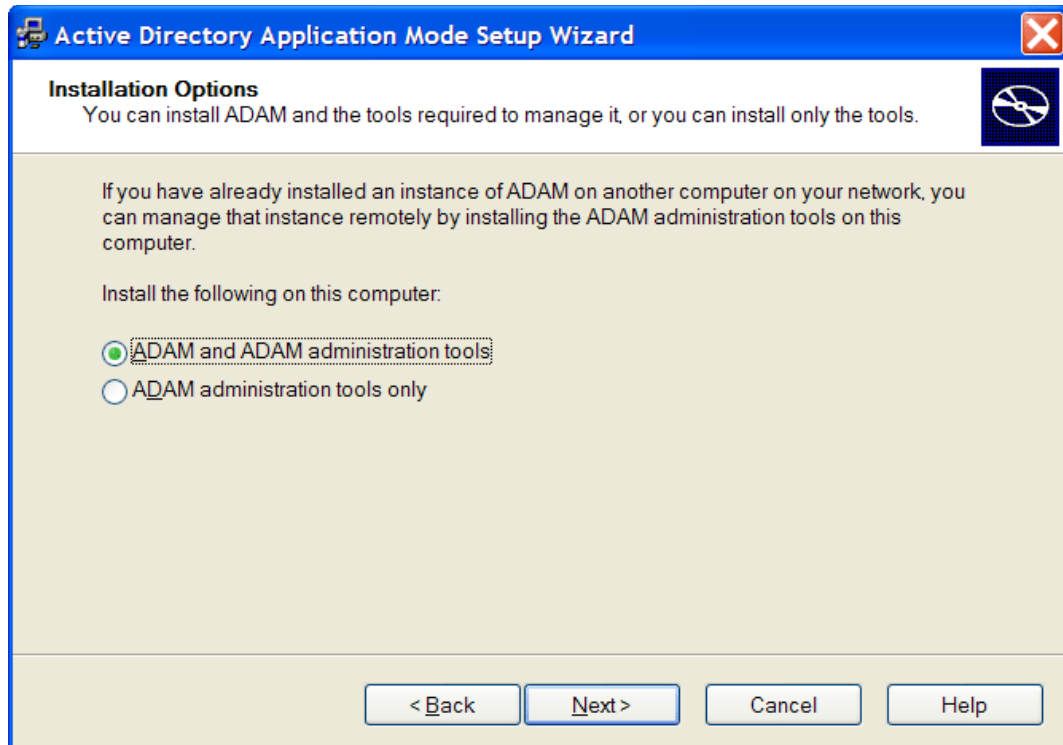 Active Directory Application Mode Setup Wizard
Installation Options
You can install ADAM and the tools required to manage it, or you can install only the tools.
If you have already installed an instance of ADAM on another computer on your network, you
can manage that instance remotely by installing the ADAM administration tools on this
computer.
Install the following on this computer:
ADAM and ADAM administration tools
ADAM administration tools only
< Back Next > Cancel Help